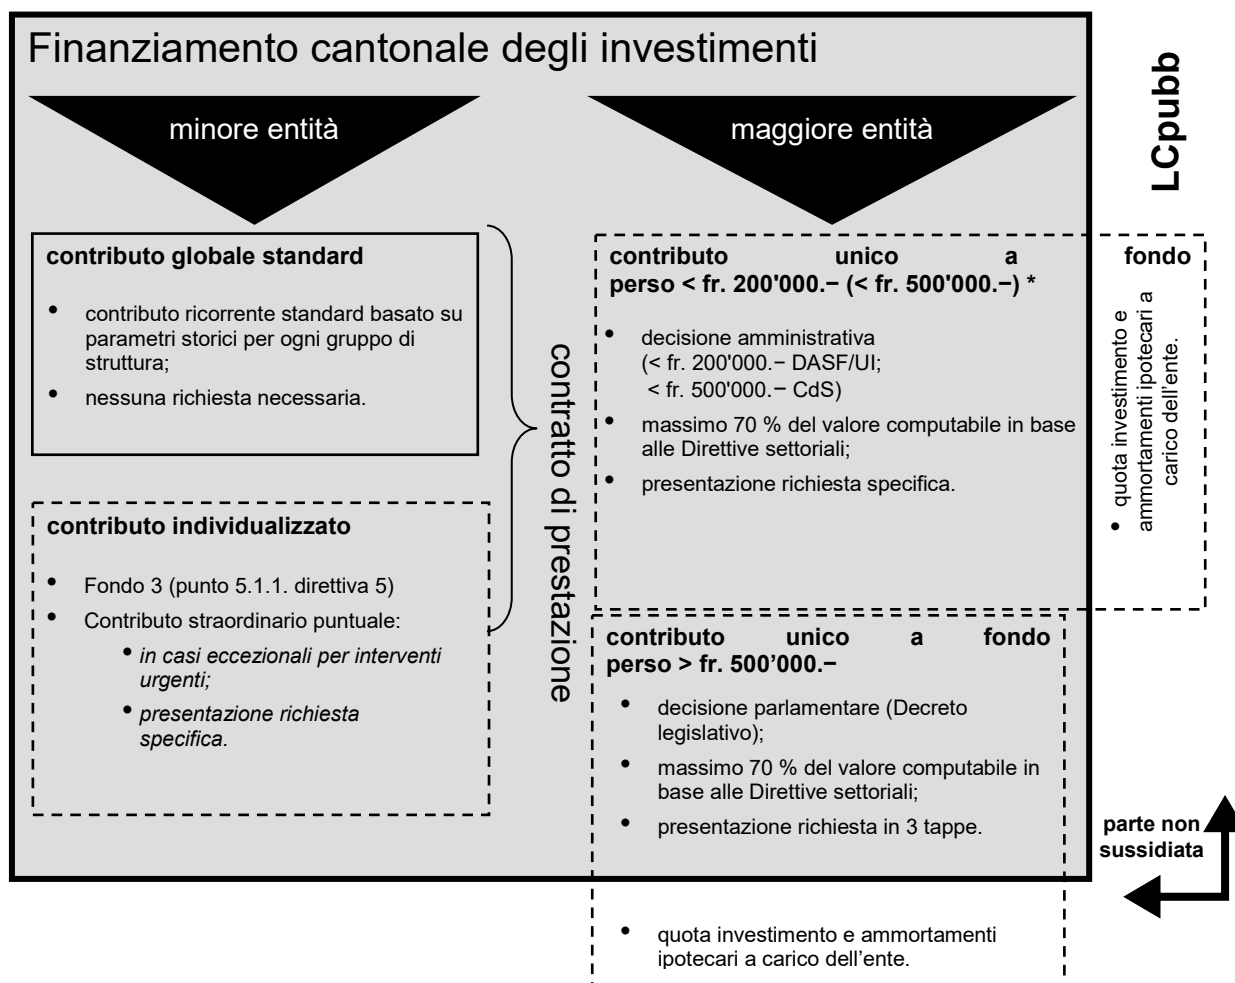 Finanziamento cantonale degli investimenti
minore entità
maggiore entità
LCpubb
contributo globale standard
• contributo ricorrente standard basato su
parametri storici per ogni gruppo di
struttura;
• nessuna richiesta necessaria.
contributo individualizzato
• Fondo 3 (punto 5.1.1. direttiva 5)
• Contributo straordinario puntuale:
• in casi eccezionali per interventi
urgenti;
• presentazione richiesta
specifica.
contratto di prestazione
contributo unico a fondo
perso < fr. 200'000.− (< fr. 500'000.−) *
• decisione amministrativa
(< fr. 200'000.− DASF/UI;
< fr. 500'000.− CdS)
• massimo 70 % del valore computabile in base
alle Direttive settoriali;
• presentazione richiesta specifica.
• quota investimento e
ammortamenti ipotecari a
carico dell'ente.
contributo unico a fondo
perso > fr. 500’000.−
• decisione parlamentare (Decreto
legislativo);
• massimo 70 % del valore computabile in
base alle Direttive settoriali;
• presentazione richiesta in 3 tappe.
parte non
sussidiata
• quota investimento e ammortamenti
ipotecari a carico dell'ente.